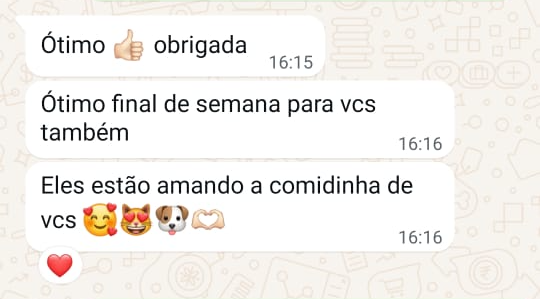 Ótimo 👍🏻 obrigada
16:15
Ótimo final de semana para vcs
também
16:16
Eles estão amando a comidinha de
vcs 🥰😻🐶🫶🏻
16:16